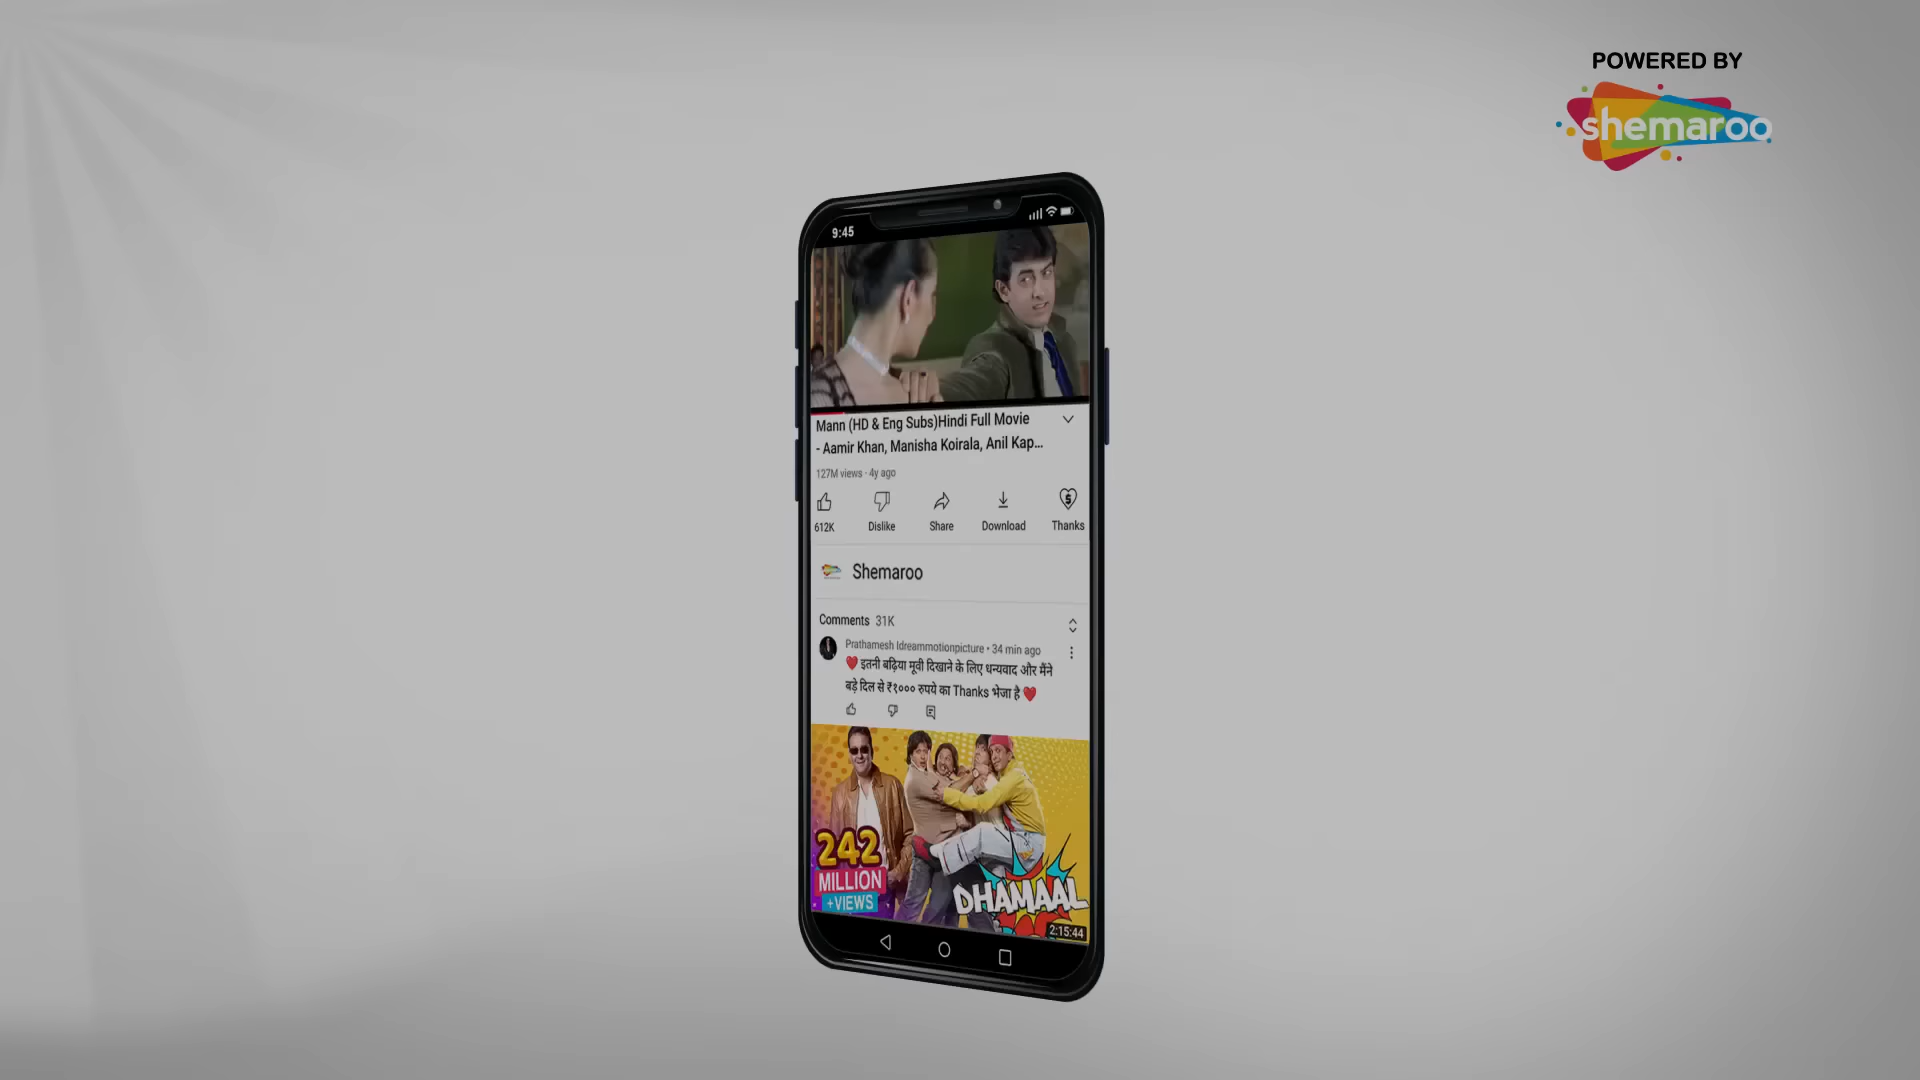 POWERED BY
shemaroo
9:45
Mann (HD & Eng Subs)Hindi Full Movie
- Aamir Khan, Manisha Koirala, Anil Kap...
127M views · 4y ago
612K Dislike Share Download Thanks
Shemaroo
Comments 31K
Prathamesh Idreammotionpicture • 34 min ago
❤️ इतनी बढ़िया मूवी दिखाने के लिए धन्यवाद और मैंने
बड़े दिल से ₹१००० रुपये का Thanks भेजा है ❤️
242
MILLION
+VIEWS
DHAMAAL
2:15:44